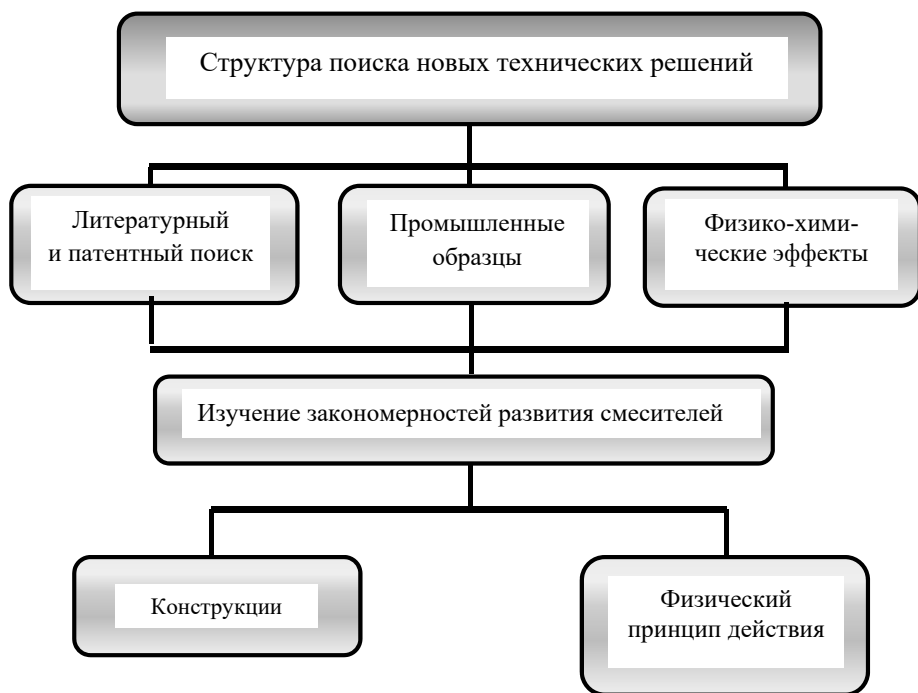 Структура поиска новых технических решений
Литературный
и патентный поиск
Промышленные
образцы
Физико-хими-
ческие эффекты
Изучение закономерностей развития смесителей
Конструкции
Физический
принцип действия